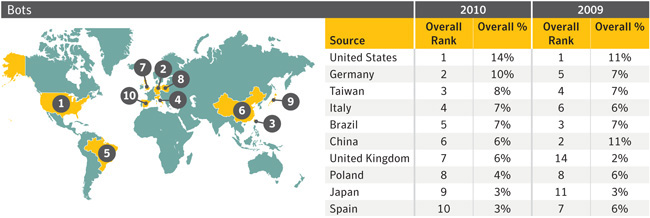 Bots
2010 2009
Source Overall Rank Overall % Overall Rank Overall %
United States 1 14% 1 11%
Germany 2 10% 5 7%
Taiwan 3 8% 4 7%
Italy 4 7% 6 6%
Brazil 5 7% 3 7%
China 6 6% 2 11%
United Kingdom 7 6% 14 2%
Poland 8 4% 8 6%
Japan 9 3% 11 3%
Spain 10 3% 7 6%
7 2 8
10 4
1 6 9
3
5